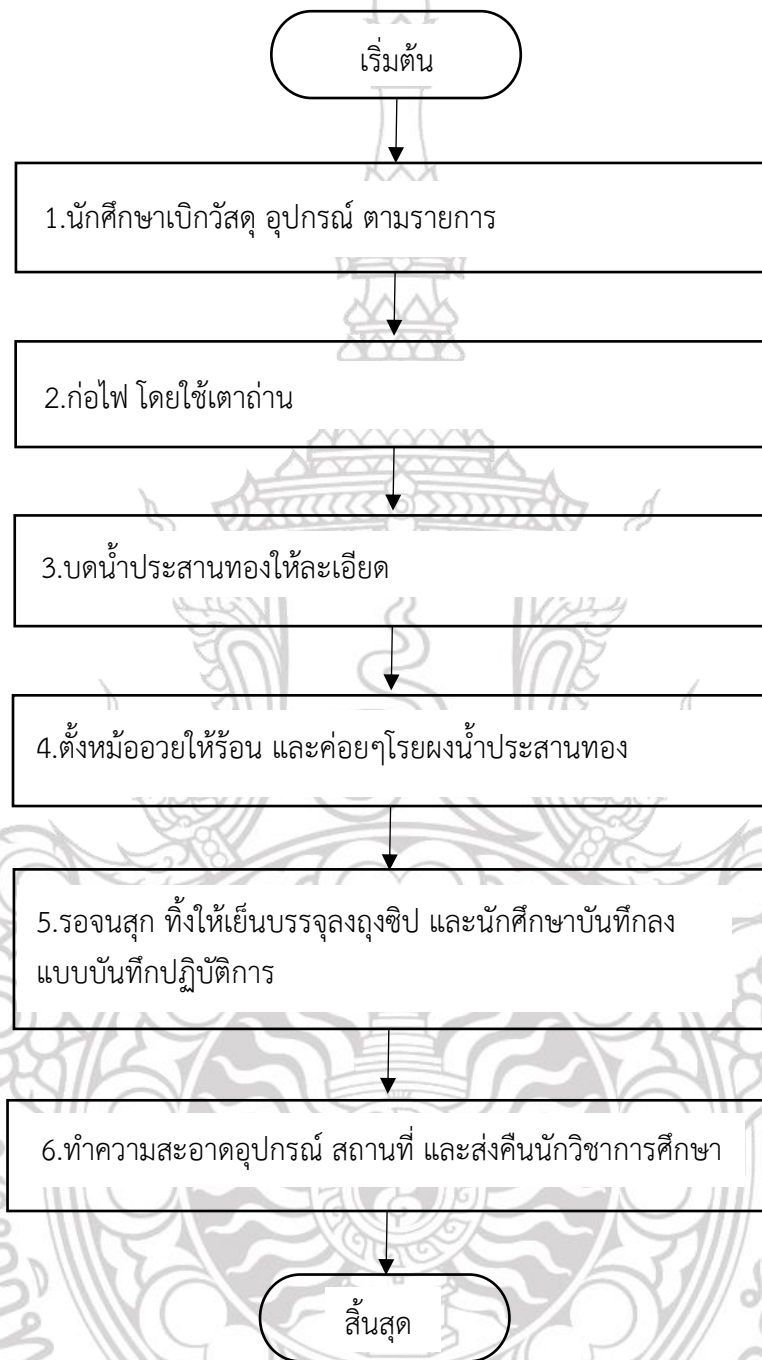 เริ่มต้น
1.นักศึกษาเบิกวัสดุ อุปกรณ์ ตามรายการ
2.ก่อไฟ โดยใช้เตาถ่าน
3.บดน้ำประสานทองให้ละเอียด
4.ตั้งหม้ออวยให้ร้อน และค่อยๆโรยผงน้ำประสานทอง
5.รอจนสุก ทิ้งให้เย็นบรรจุลงถุงซิป และนักศึกษาบันทึกลง
แบบบันทึกปฏิบัติการ
6.ทำความสะอาดอุปกรณ์ สถานที่ และส่งคืนนักวิชาการศึกษา
สิ้นสุด